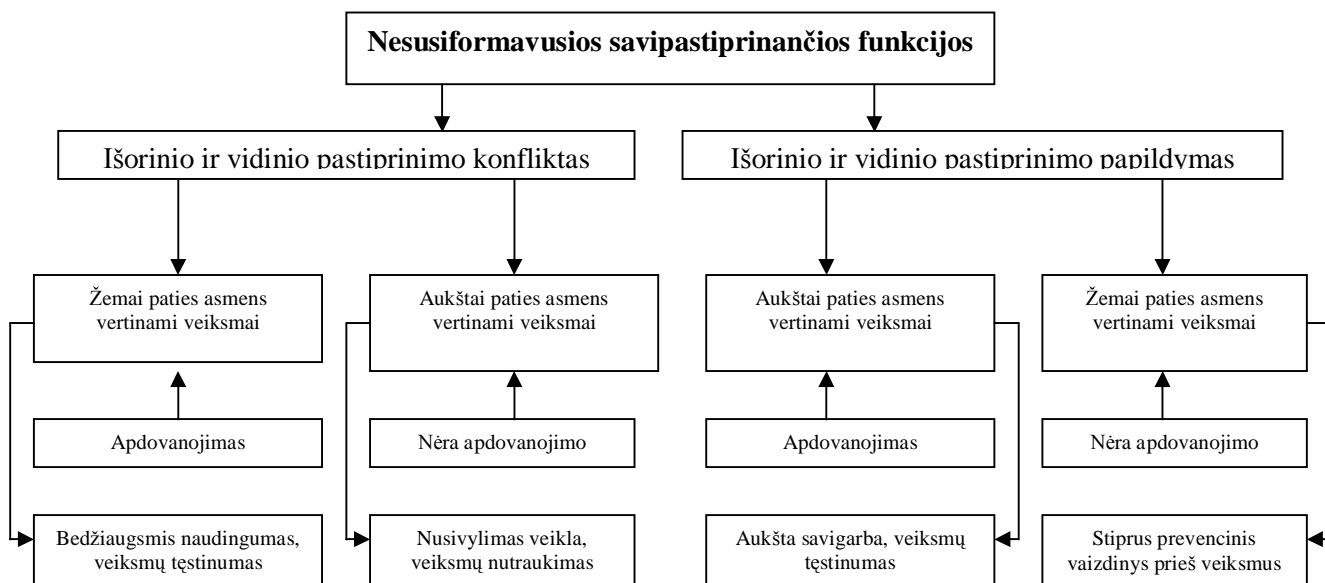 Nesusiformavusios savipastiprinančios funkcijos
Išorinio ir vidinio pastiprinimo konfliktas
Išorinio ir vidinio pastiprinimo papildymas
Žemai paties asmens
vertinami veiksmai
Aukštai paties asmens
vertinami veiksmai
Aukštai paties asmens
vertinami veiksmai
Žemai paties asmens
vertinami veiksmai
Apdovanojimas
Nėra apdovanojimo
Apdovanojimas
Nėra apdovanojimo
Bedžiaugsmis naudingumas,
veiksmų tęstinumas
Nusivylimas veikla,
veiksmų nutraukimas
Aukšta savigarba, veiksmų
tęstinumas
Stiprus prevencinis
vaizdinys prieš veiksmus